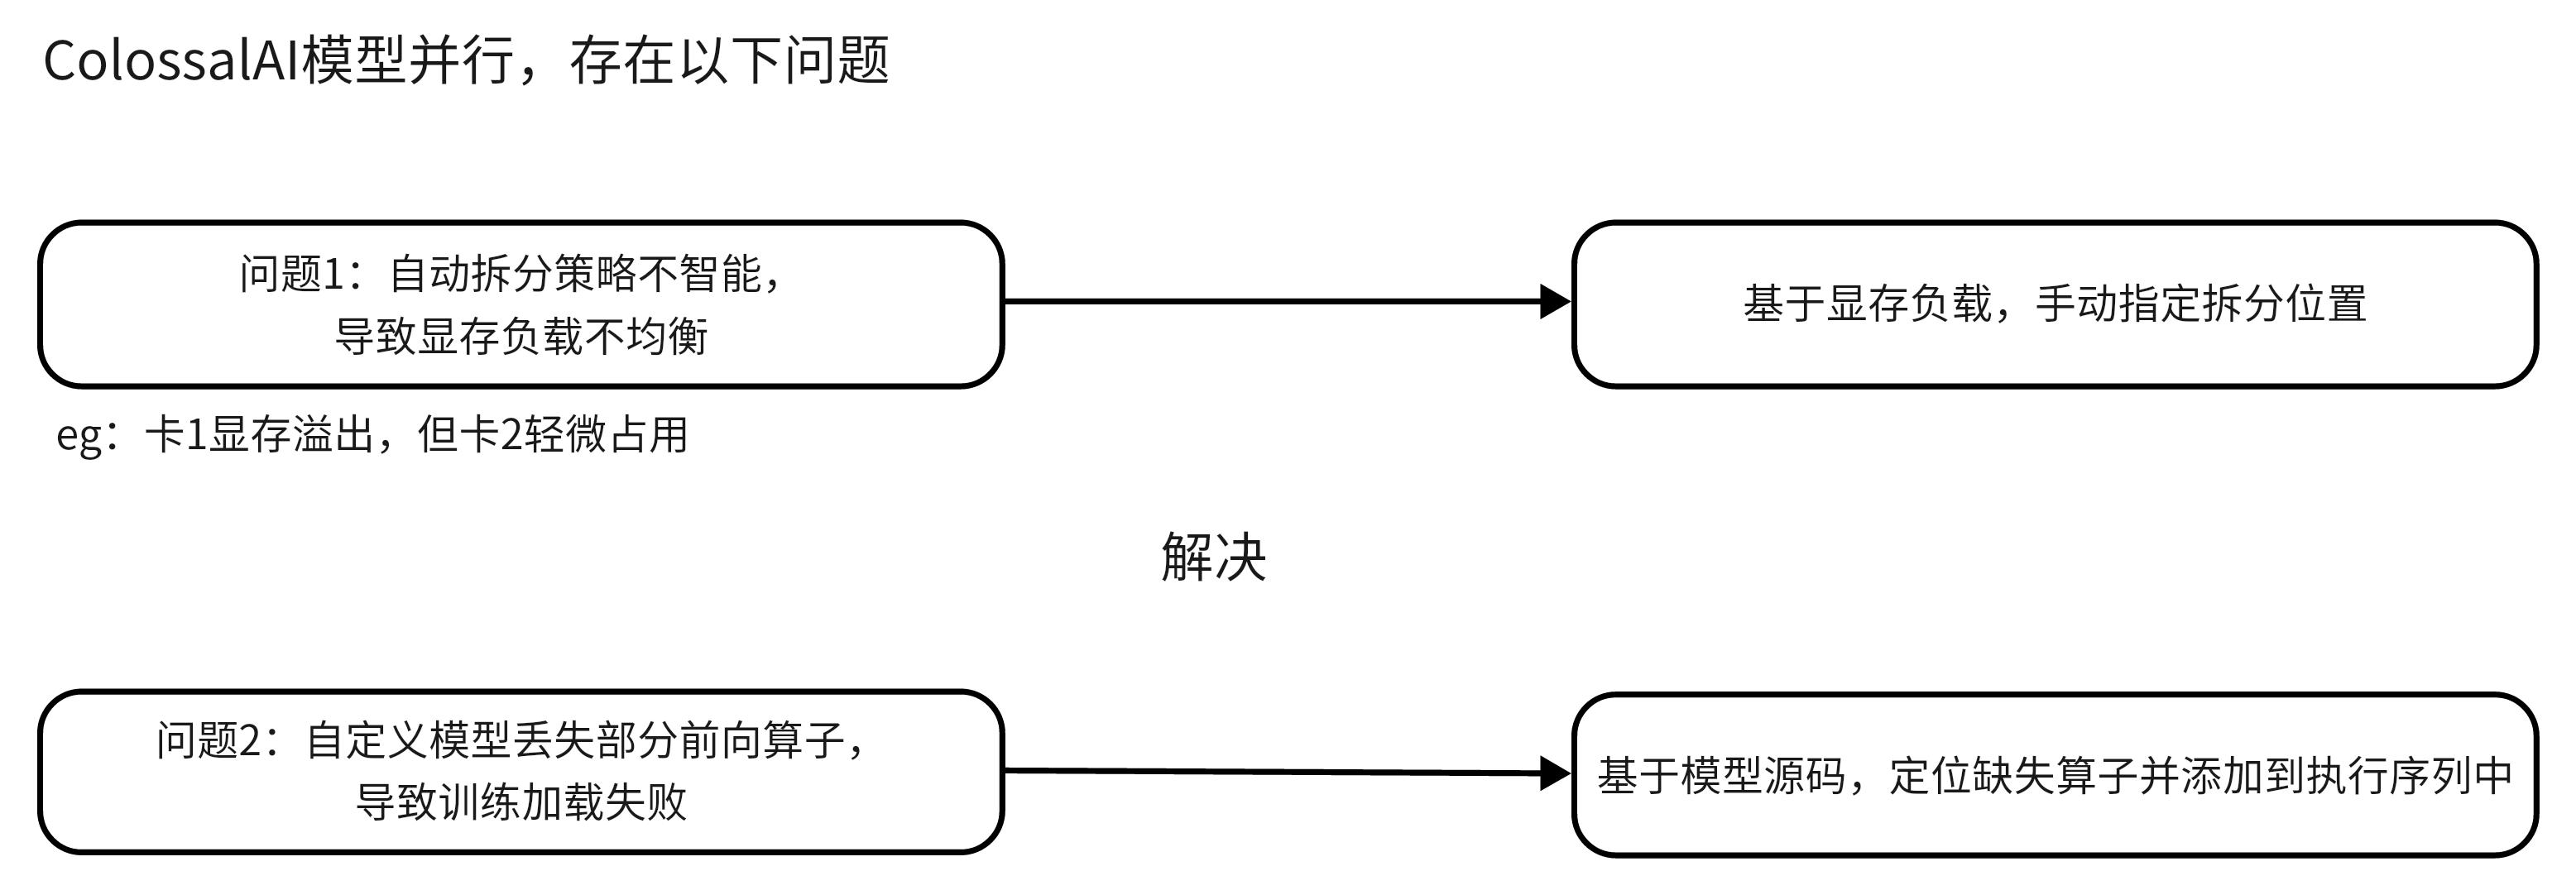 ColossalAI模型并行，存在以下问题
问题1：自动拆分策略不智能，
导致显存负载不均衡
基于显存负载，手动指定拆分位置
eg：卡1显存溢出，但卡2轻微占用
解决
问题2：自定义模型丢失部分前向算子，
导致训练加载失败
基于模型源码，定位缺失算子并添加到执行序列中